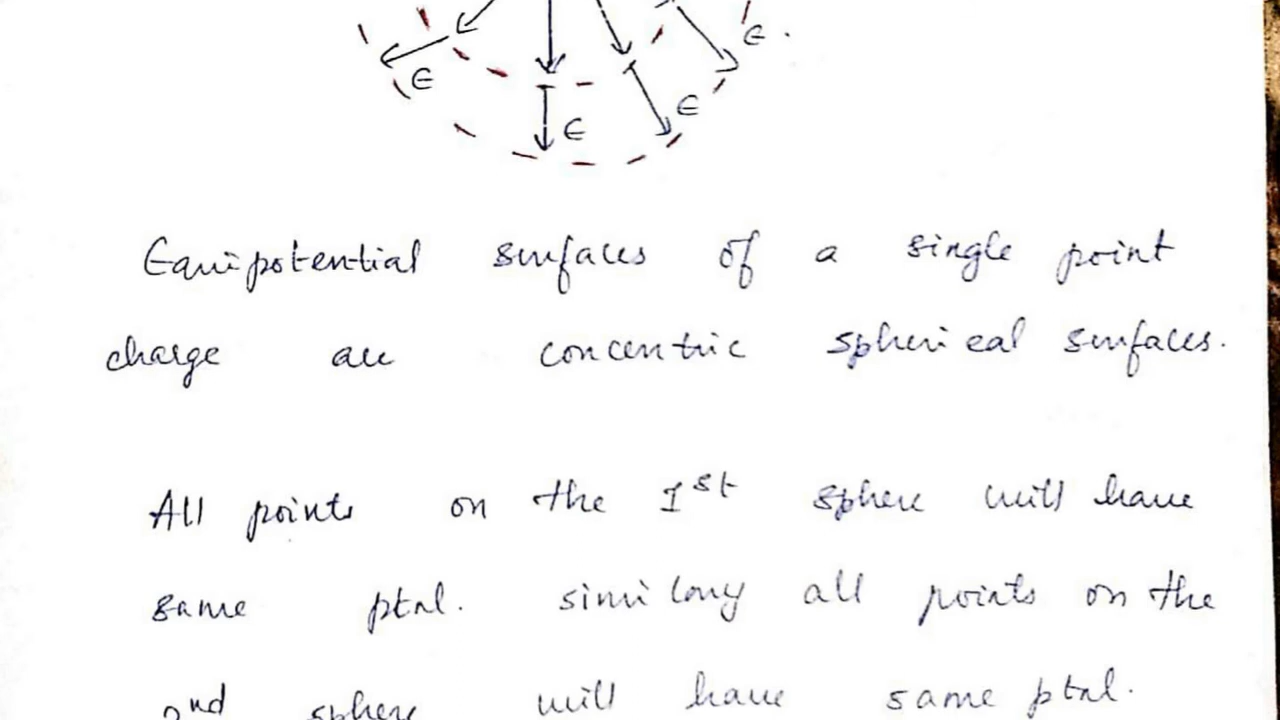 ∈ .
∈
∈
∈
Equipotential surfaces of a single point
charge are concentric spherical surfaces.
All points on the 1st sphere will have
same ptnl. similarly all points on the
2nd sphere will have same ptnl.